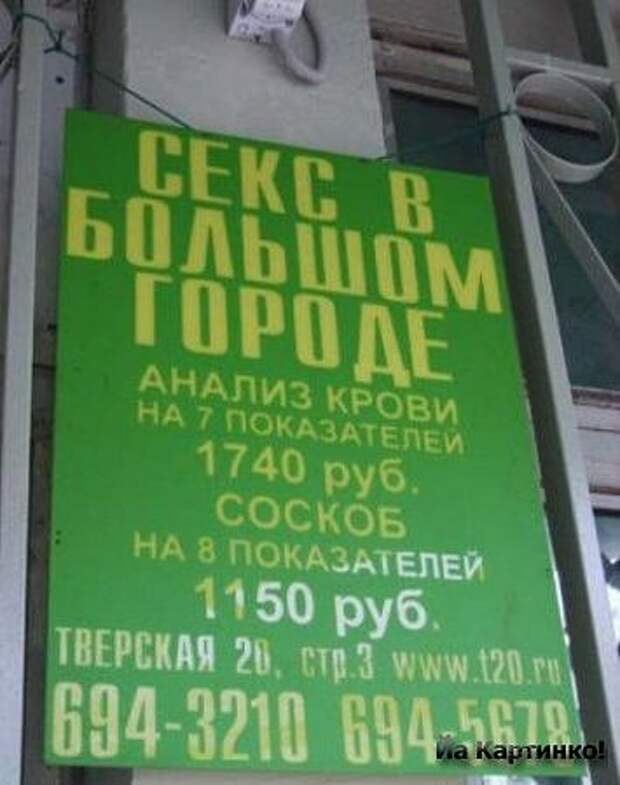 СЕКС В
БОЛЬШОМ
ГОРОДЕ
АНАЛИЗ КРОВИ
НА 7 ПОКАЗАТЕЛЕЙ
1740 руб.
СОСКОБ
НА 8 ПОКАЗАТЕЛЕЙ
1150 руб.
ТВЕРСКАЯ 20, стр.3 www.t20.ru
694-3210 694-5678
Йа Картинко!